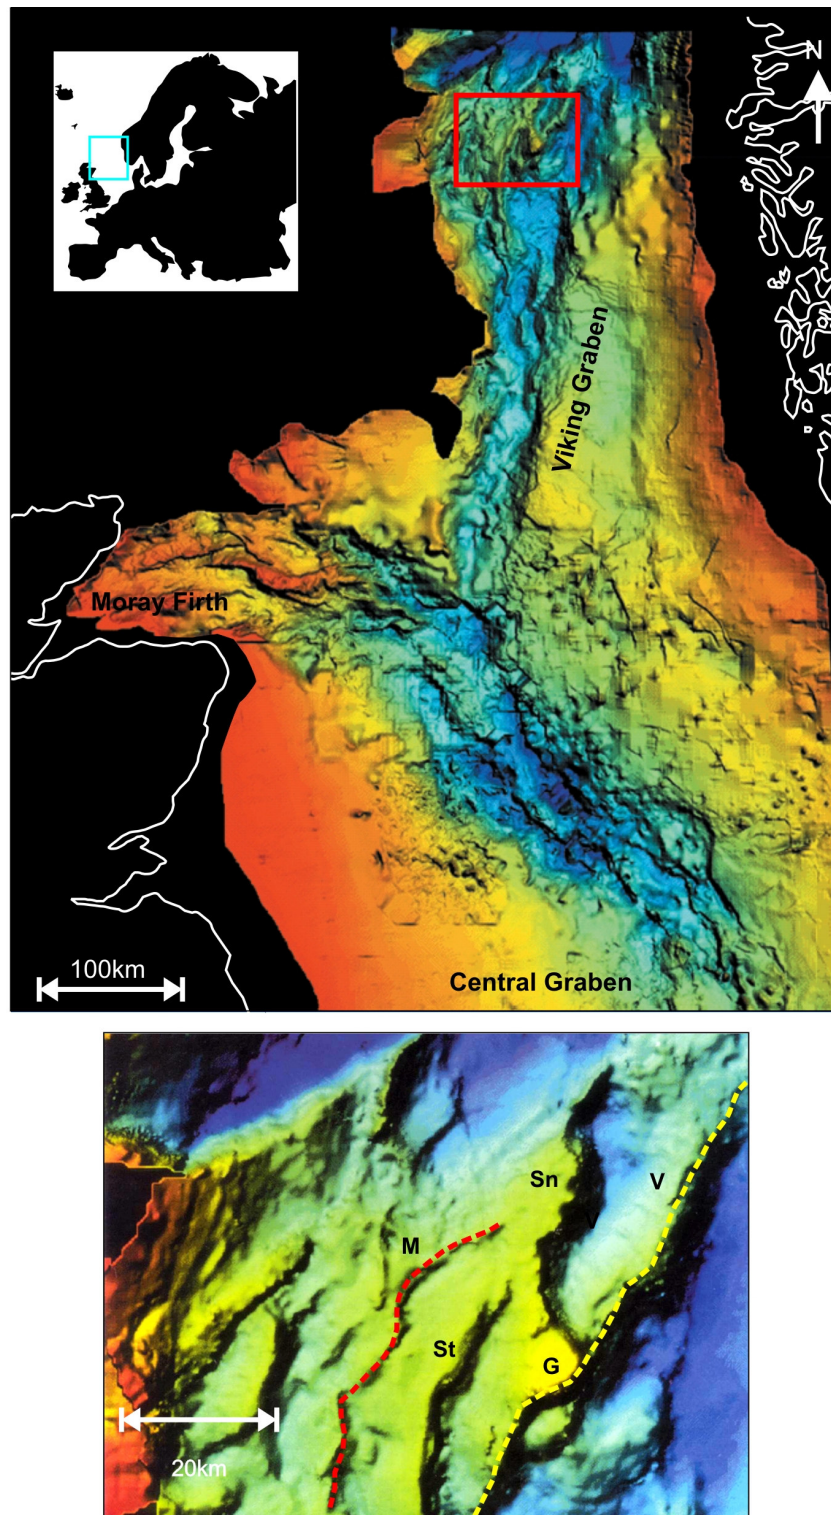 N
Viking Graben
Moray Firth
100km
Central Graben
Sn
V
V
M
St
G
20km